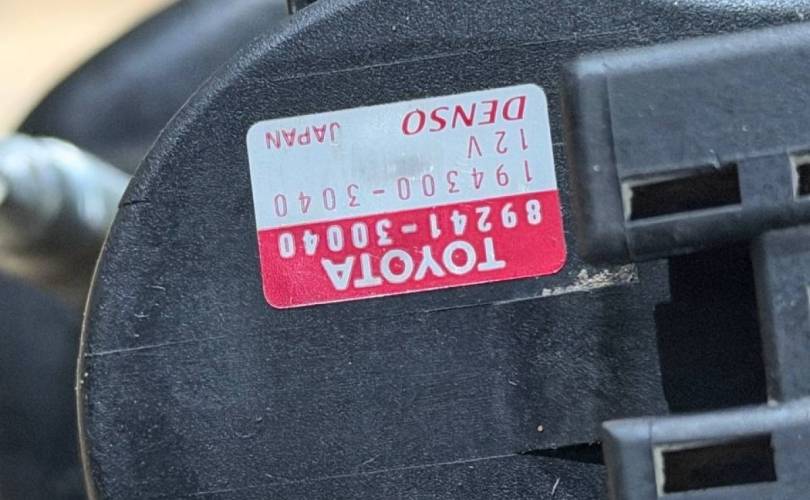 TOYOTA
89241-30040
194300-3040
12V
DENSO JAPAN